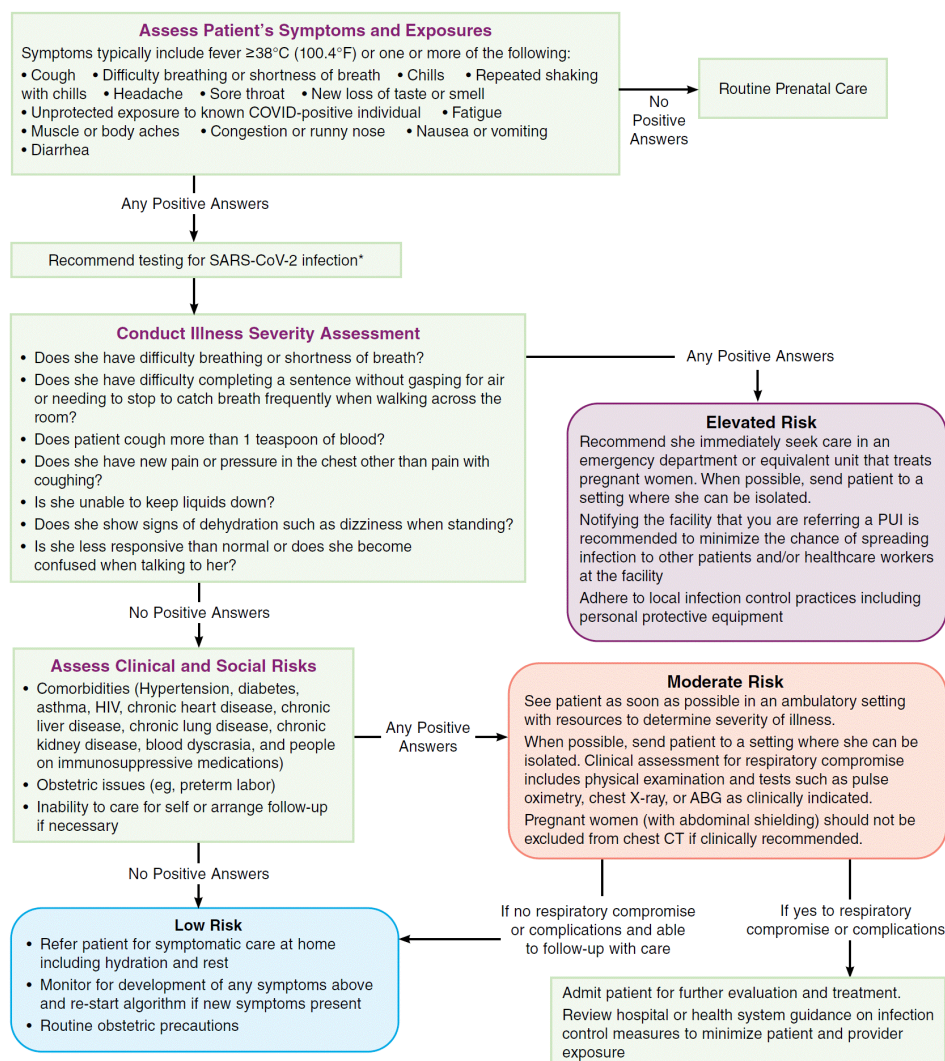 Assess Patient's Symptoms and Exposures
Symptoms typically include fever ≥38°C (100.4°F) or one or more of the following:
• Cough • Difficulty breathing or shortness of breath • Chills • Repeated shaking
with chills • Headache • Sore throat • New loss of taste or smell
• Unprotected exposure to known COVID-positive individual • Fatigue
• Muscle or body aches • Congestion or runny nose • Nausea or vomiting
• Diarrhea
No
Positive
Answers
Routine Prenatal Care
Any Positive Answers
Recommend testing for SARS-CoV-2 infection*
Conduct Illness Severity Assessment
• Does she have difficulty breathing or shortness of breath?
• Does she have difficulty completing a sentence without gasping for air
or needing to stop to catch breath frequently when walking across the
room?
• Does patient cough more than 1 teaspoon of blood?
• Does she have new pain or pressure in the chest other than pain with
coughing?
• Is she unable to keep liquids down?
• Does she show signs of dehydration such as dizziness when standing?
• Is she less responsive than normal or does she become
confused when talking to her?
Any Positive Answers
Elevated Risk
Recommend she immediately seek care in an
emergency department or equivalent unit that treats
pregnant women. When possible, send patient to a
setting where she can be isolated.
Notifying the facility that you are referring a PUI is
recommended to minimize the chance of spreading
infection to other patients and/or healthcare workers
at the facility
Adhere to local infection control practices including
personal protective equipment
No Positive Answers
Assess Clinical and Social Risks
• Comorbidities (Hypertension, diabetes,
asthma, HIV, chronic heart disease, chronic
liver disease, chronic lung disease, chronic
kidney disease, blood dyscrasia, and people
on immunosuppressive medications)
• Obstetric issues (eg, preterm labor)
• Inability to care for self or arrange follow-up
if necessary
Any Positive
Answers
Moderate Risk
See patient as soon as possible in an ambulatory setting
with resources to determine severity of illness.
When possible, send patient to a setting where she can be
isolated. Clinical assessment for respiratory compromise
includes physical examination and tests such as pulse
oximetry, chest X-ray, or ABG as clinically indicated.
Pregnant women (with abdominal shielding) should not be
excluded from chest CT if clinically recommended.
No Positive Answers
Low Risk
• Refer patient for symptomatic care at home
including hydration and rest
• Monitor for development of any symptoms above
and re-start algorithm if new symptoms present
• Routine obstetric precautions
If no respiratory compromise
or complications and able
to follow-up with care
If yes to respiratory
compromise or complications
Admit patient for further evaluation and treatment.
Review hospital or health system guidance on infection
control measures to minimize patient and provider
exposure